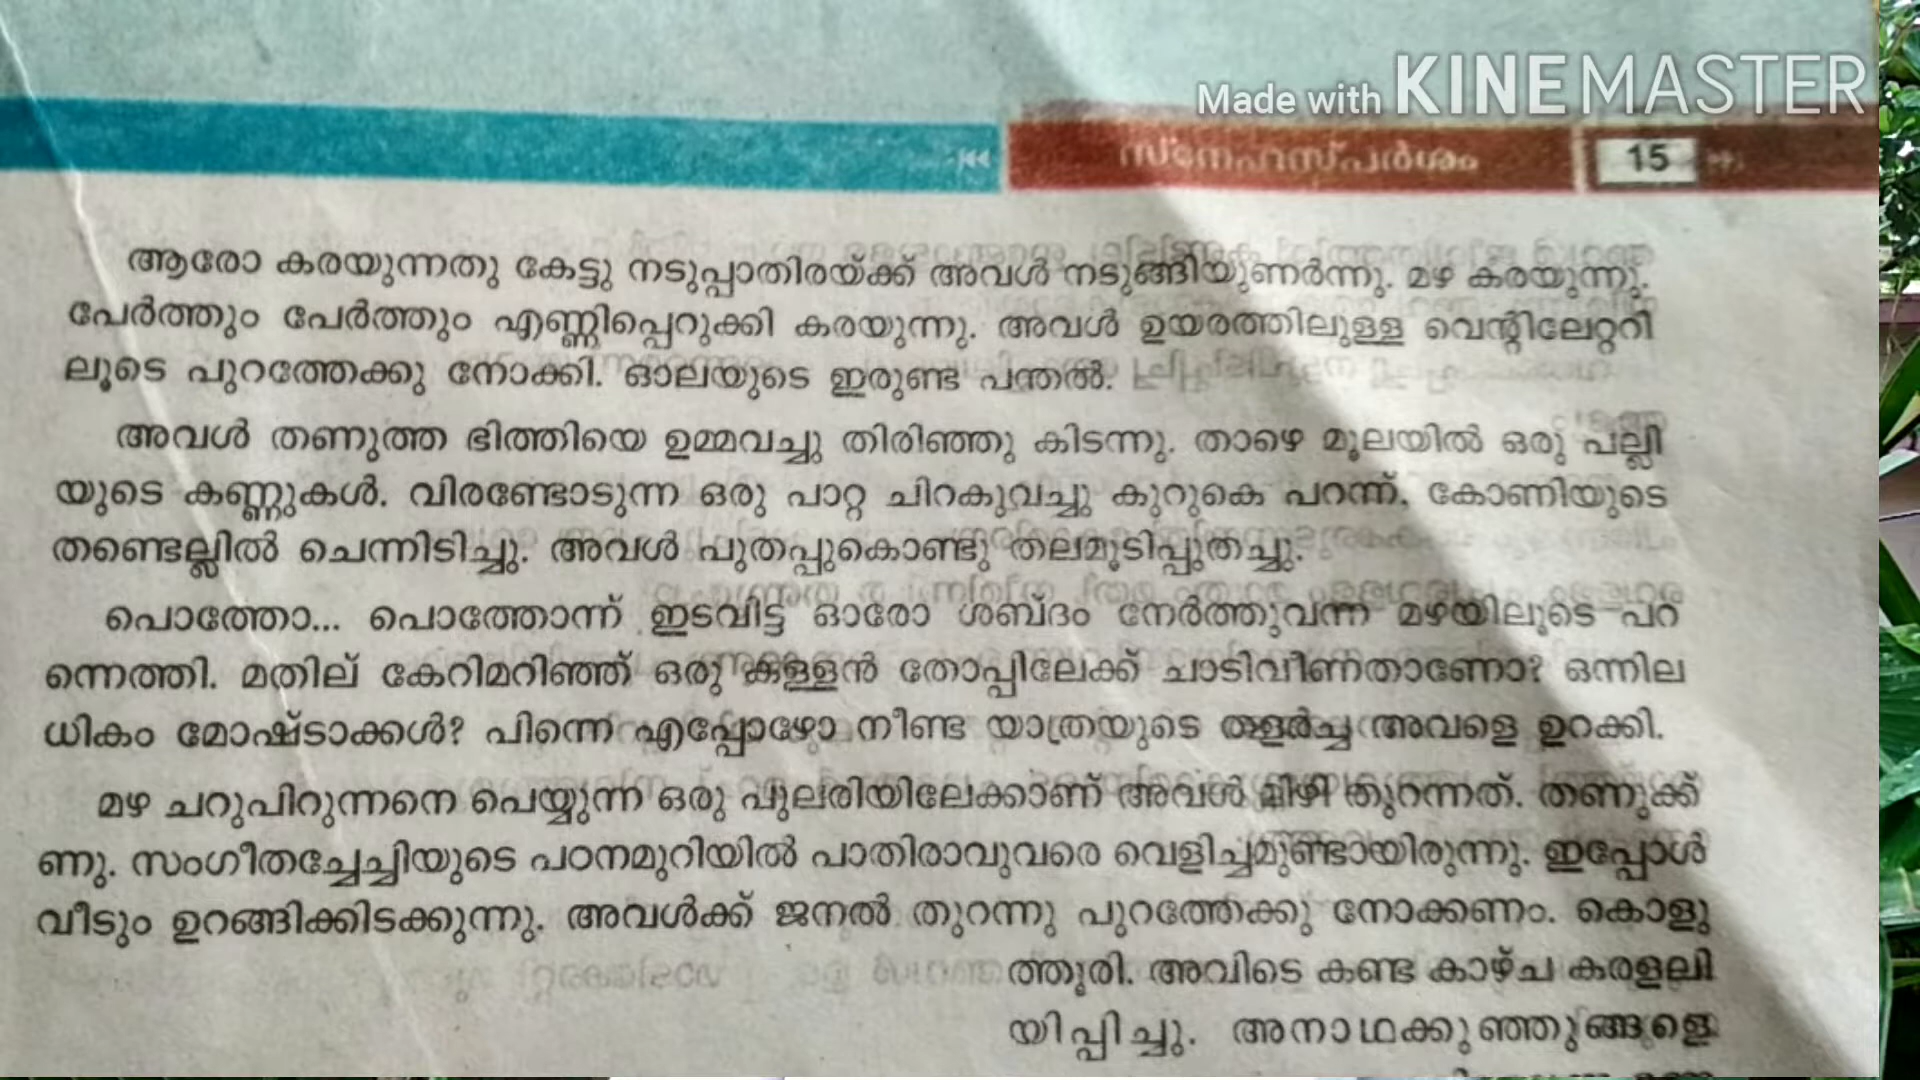 Made with KINEMASTER
സ്നേഹസ്പർശം 15
ആരോ കരയുന്നതു കേട്ടു നടുപ്പാതിരയ്ക്ക് അവൾ നടുങ്ങിയുണർന്നു. മഴ കരയുന്നു.
പേർത്തും പേർത്തും എണ്ണിപ്പെറുക്കി കരയുന്നു. അവൾ ഉയരത്തിലുള്ള വെന്റിലേറ്ററി
ലൂടെ പുറത്തേക്കു നോക്കി. ഓലയുടെ ഇരുണ്ട പന്തൽ.
അവൾ തണുത്ത ഭിത്തിയെ ഉമ്മവച്ചു തിരിഞ്ഞു കിടന്നു. താഴെ മൂലയിൽ ഒരു പല്ലി
യുടെ കണ്ണുകൾ. വിരണ്ടോടുന്ന ഒരു പാറ്റ ചിറകുവച്ചു കുറുകെ പറന്ന്. കോണിയുടെ
തണ്ടെല്ലിൽ ചെന്നിടിച്ചു. അവൾ പുതപ്പുകൊണ്ടു തലമൂടിപ്പുതച്ചു.
പൊത്തോ... പൊത്തോന്ന് ഇടവിട്ട ഓരോ ശബ്ദം നേർത്തുവന്ന മഴയിലൂടെ പറ
ന്നെത്തി. മതില് കേറിമറിഞ്ഞ് ഒരു കള്ളൻ തോപ്പിലേക്ക് ചാടിവീണതാണോ? ഒന്നില
ധികം മോഷ്ടാക്കൾ? പിന്നെ എപ്പോഴോ നീണ്ട യാത്രയുടെ തളർച്ച അവളെ ഉറക്കി.
മഴ ചറുപിറുന്നനെ പെയ്യുന്ന ഒരു പുലരിയിലേക്കാണ് അവൾ മിഴി തുറന്നത്. തണുക്ക്
ണു. സംഗീതച്ചേച്ചിയുടെ പഠനമുറിയിൽ പാതിരാവുവരെ വെളിച്ചമുണ്ടായിരുന്നു. ഇപ്പോൾ
വീടും ഉറങ്ങിക്കിടക്കുന്നു. അവൾക്ക് ജനൽ തുറന്നു പുറത്തേക്കു നോക്കണം. കൊളു
ത്തൂരി. അവിടെ കണ്ട കാഴ്ച കരളലി
യിപ്പിച്ചു. അനാഥക്കുഞ്ഞുങ്ങളെ